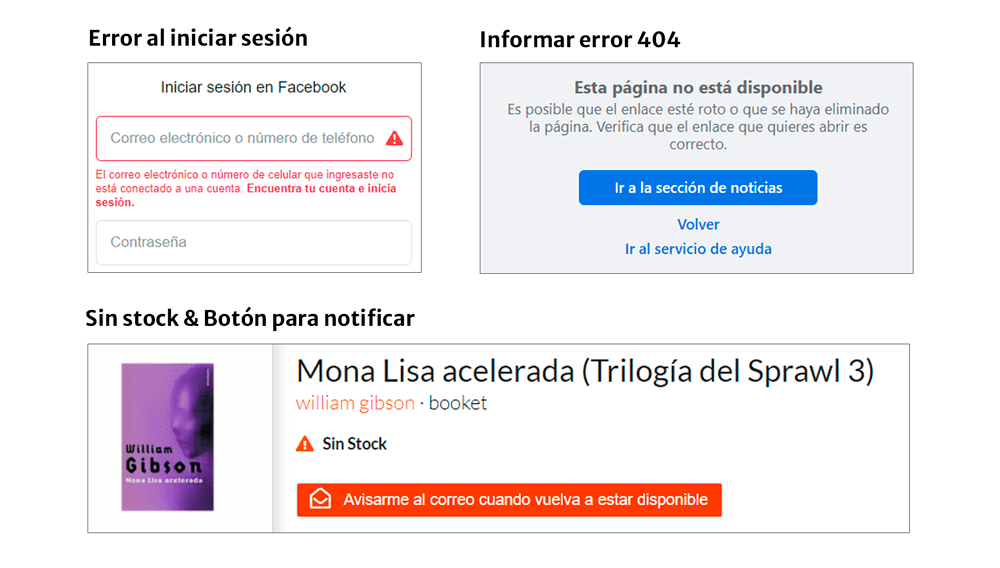 Error al iniciar sesión
Iniciar sesión en Facebook
Correo electrónico o número de teléfono
El correo electrónico o número de celular que ingresaste no
está conectado a una cuenta. Encuentra tu cuenta e inicia
sesión.
Contraseña
Informar error 404
Esta página no está disponible
Es posible que el enlace esté roto o que se haya eliminado
la página. Verifica que el enlace que quieres abrir es
correcto.
Ir a la sección de noticias
Volver
Ir al servicio de ayuda
Sin stock & Botón para notificar
William
Gibson
Mona Lisa acelerada
Mona Lisa acelerada (Trilogía del Sprawl 3)
william gibson · booket
Sin Stock
Avisarme al correo cuando vuelva a estar disponible